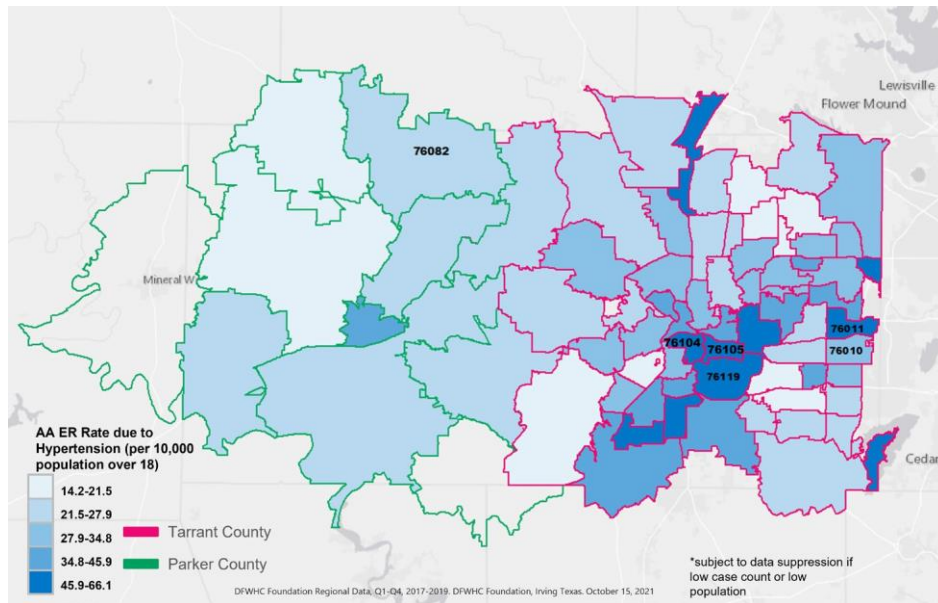 Lewisville
Flower Mound
76082
Mineral W
76011
76104
76105
76010
76119
Cedar
AA ER Rate due to
Hypertension (per 10,000
population over 18)
14.2-21.5
21.5-27.9
27.9-34.8
34.8-45.9
45.9-66.1
Tarrant County
Parker County
*subject to data suppression if
low case count or low
population
DFWHC Foundation Regional Data, Q1-Q4, 2017-2019. DFWHC Foundation, Irving Texas. October 15, 2021